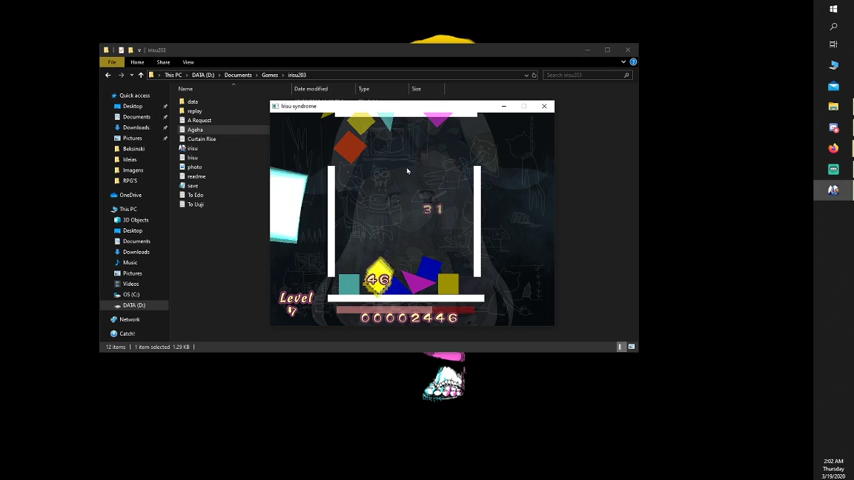 irisu203
File
Home
Share
View
This PC
DATA (D:)
Documents
Games
irisu203
Search irisu203
Name
Date modified
Type
Size
Quick access
Desktop
Documents
Downloads
Pictures
Beksinski
Ideias
Imagens
RPG'S
OneDrive
This PC
3D Objects
Desktop
Documents
Downloads
Music
Pictures
Videos
OS (C:)
DATA (D:)
Network
Catch!
data
replay
A Request
Ageha
Curtain Rise
irisu
Irisu
photo
readme
save
To Edo
To Uuji
Irisu syndrome
31
46
Level
7
00002446
12 items
1 item selected 1.29 KB
2:02 AM
Thursday
3/19/2020